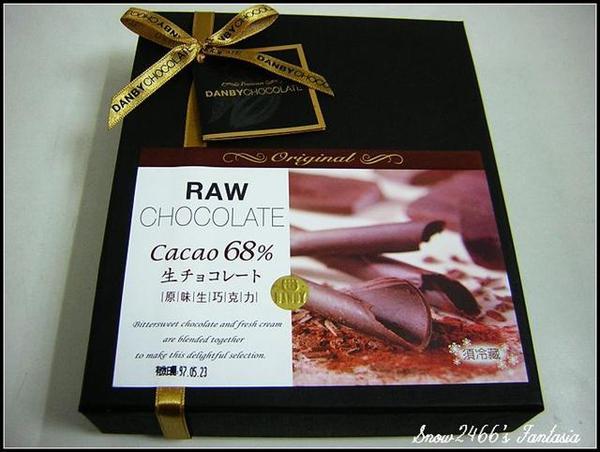 DANBYCHOCOLATE
DANBYCHOCOLATE
DANBYCHOCOLATE
Original
RAW
CHOCOLATE
Cacao 68%
生チョコレート
|原|味|生|巧|克|力|
DANBY
Bittersweet chocolate and fresh cream
are blended together
to make this delightful selection.
97.05.23
須冷藏
Snow2466's Fantasia